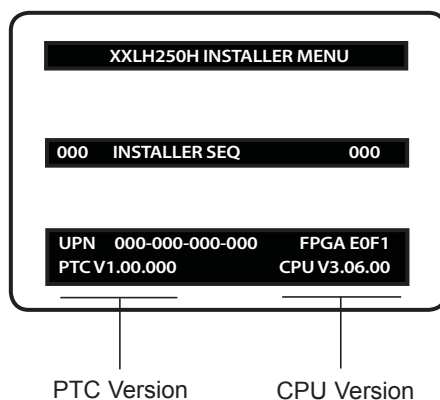 XXLH250H INSTALLER MENU
000 INSTALLER SEQ 000
UPN 000-000-000-000 FPGA E0F1
PTC V1.00.000 CPU V3.06.00
PTC Version CPU Version